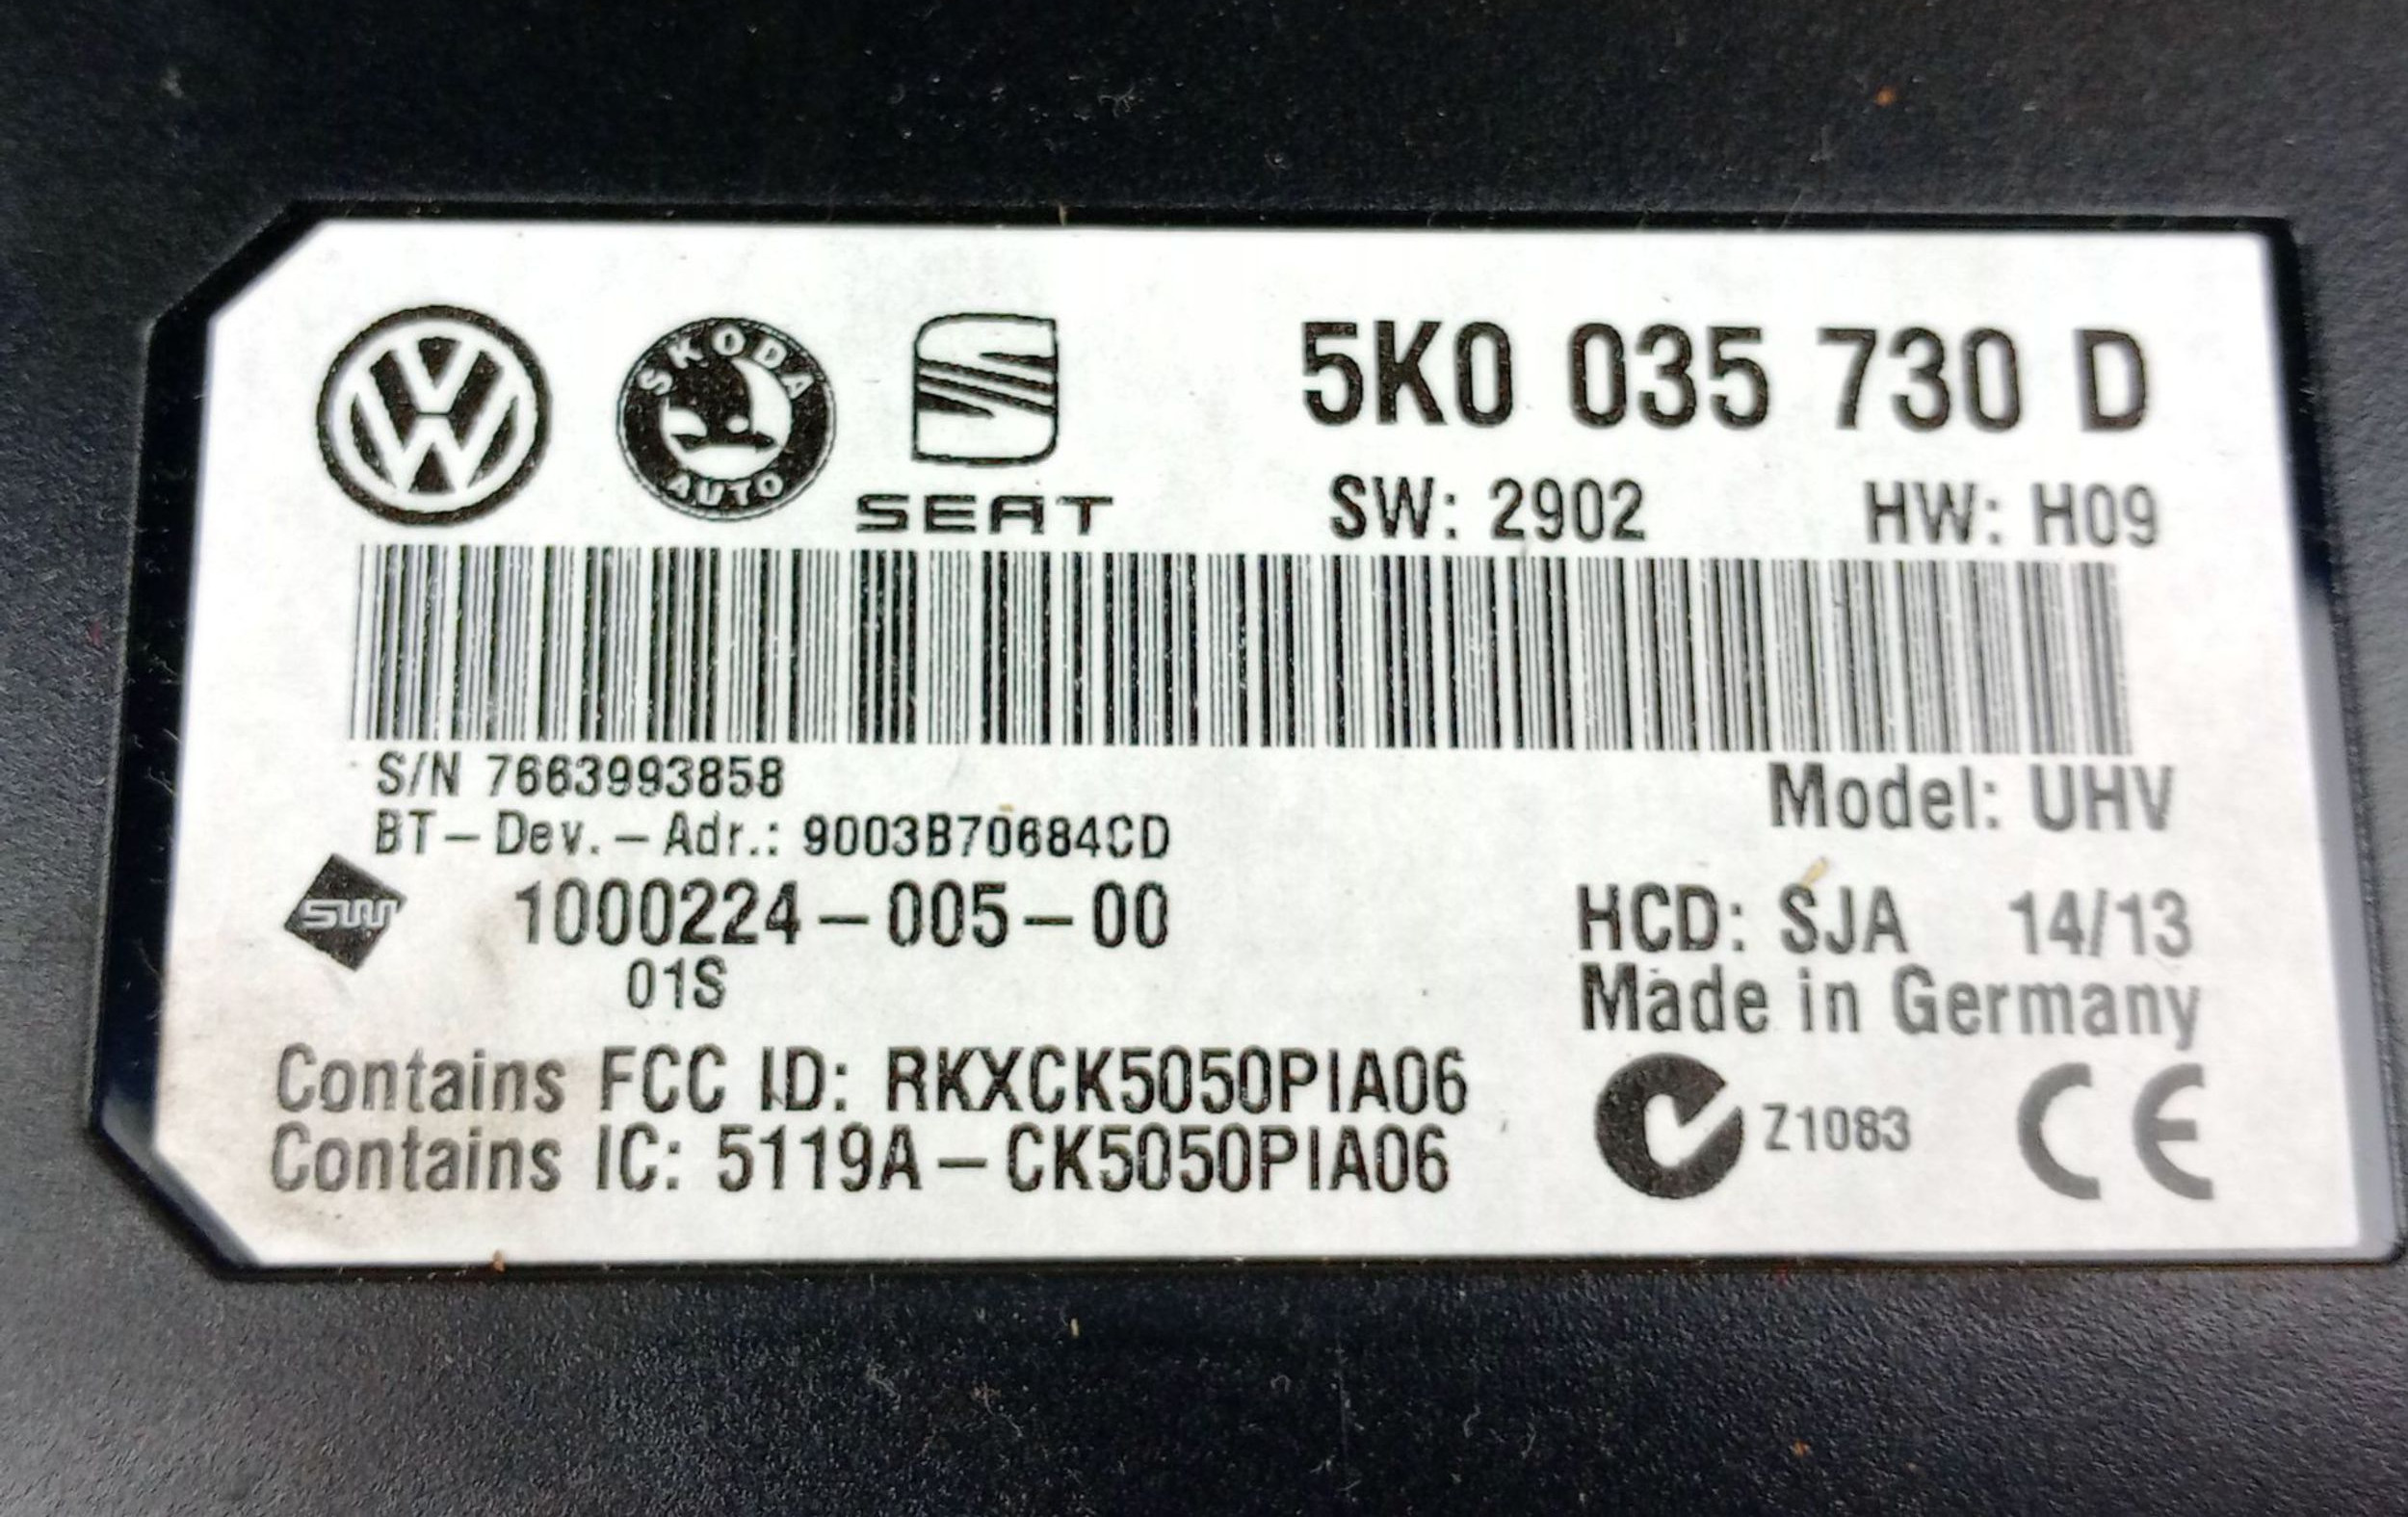 SKODA AUTO
SEAT
5K0 035 730 D
SW: 2902 HW: H09
S/N 7663993858
Model: UHV
BT-Dev.-Adr.: 9003B70684CD
1000224-005-00
HCD: SJA 14/13
01S
Made in Germany
Contains FCC ID: RKXCK5050PIA06
Contains IC: 5119A-CK5050PIA06
Z1083
CE